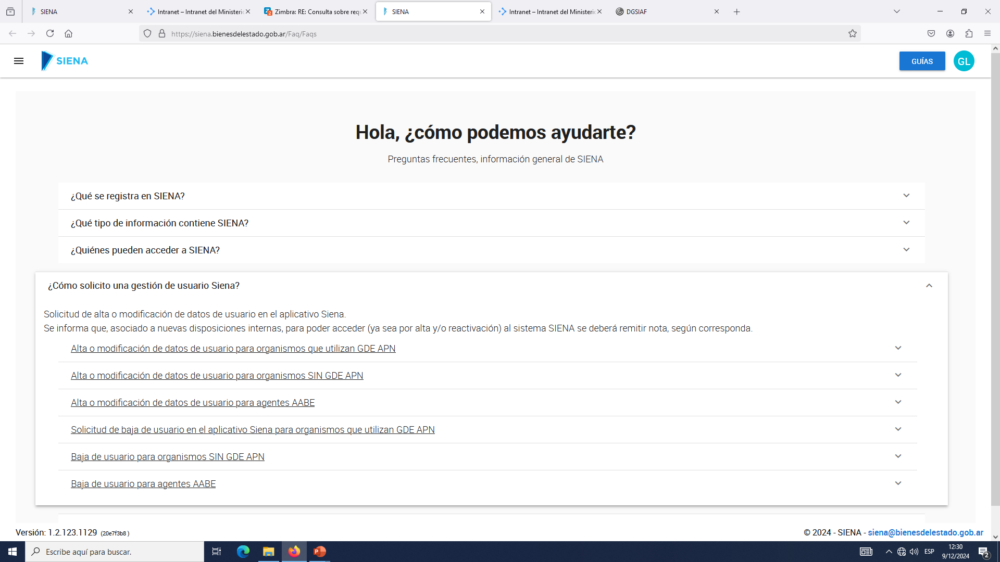 SIENA
Intranet – Intranet del Ministeri
Zimbra: RE: Consulta sobre req
SIENA
Intranet – Intranet del Ministeri
DGSIAF
https://siena.bienesdelestado.gob.ar/Faq/Faqs
SIENA
GUÍAS
GL
Hola, ¿cómo podemos ayudarte?
Preguntas frecuentes, información general de SIENA
¿Qué se registra en SIENA?
¿Qué tipo de información contiene SIENA?
¿Quiénes pueden acceder a SIENA?
¿Cómo solicito una gestión de usuario Siena?
Solicitud de alta o modificación de datos de usuario en el aplicativo Siena.
Se informa que, asociado a nuevas disposiciones internas, para poder acceder (ya sea por alta y/o reactivación) al sistema SIENA se deberá remitir nota, según corresponda.
Alta o modificación de datos de usuario para organismos que utilizan GDE APN
Alta o modificación de datos de usuario para organismos SIN GDE APN
Alta o modificación de datos de usuario para agentes AABE
Solicitud de baja de usuario en el aplicativo Siena para organismos que utilizan GDE APN
Baja de usuario para organismos SIN GDE APN
Baja de usuario para agentes AABE
Versión: 1.2.123.1129 (20e7f3b8 )
© 2024 - SIENA - siena@bienesdelestado.gob.ar
Escribe aquí para buscar.
ESP
12:30
9/12/2024
2